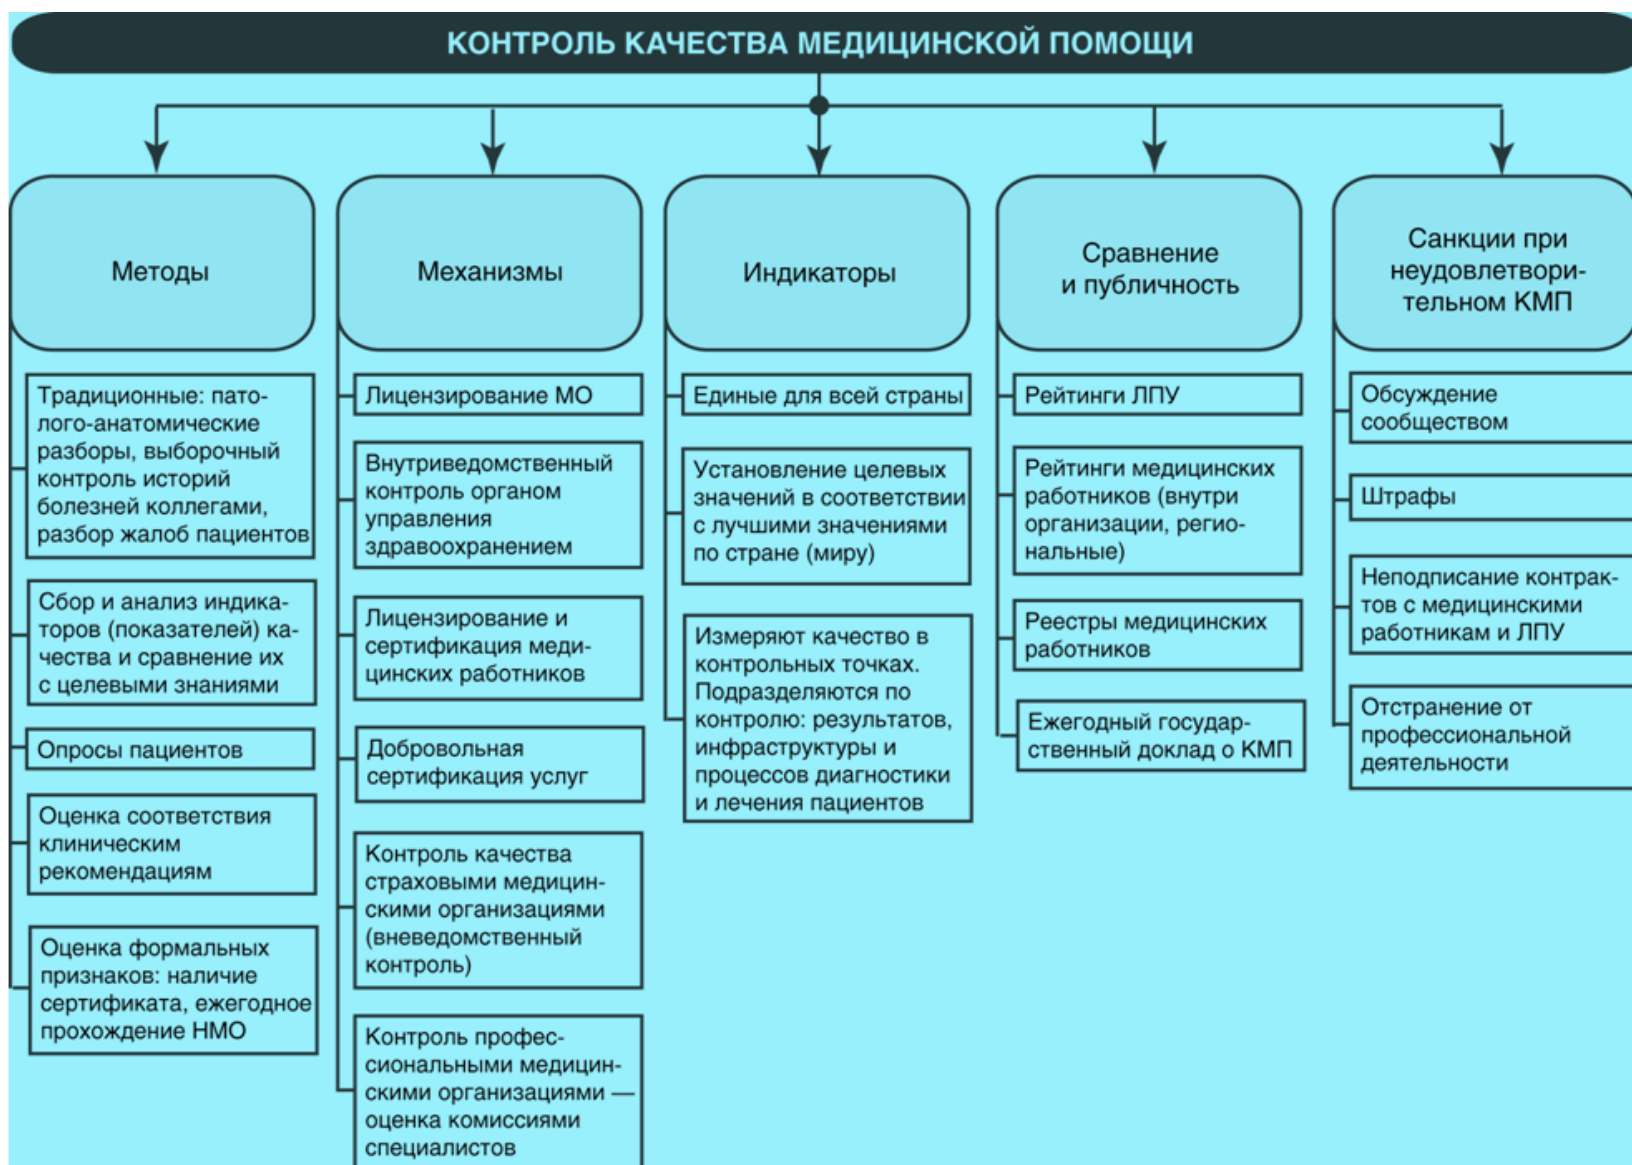 КОНТРОЛЬ КАЧЕСТВА МЕДИЦИНСКОЙ ПОМОЩИ
Методы
Традиционные: пато-
лого-анатомические
разборы, выборочный
контроль историй
болезней коллегами,
разбор жалоб пациентов
Сбор и анализ индика-
торов (показателей) ка-
чества и сравнение их
с целевыми знаниями
Опросы пациентов
Оценка соответствия
клиническим
рекомендациям
Оценка формальных
признаков: наличие
сертификата, ежегодное
прохождение НМО
Механизмы
Лицензирование МО
Внутриведомственный
контроль органом
управления
здравоохранением
Лицензирование и
сертификация меди-
цинских работников
Добровольная
сертификация услуг
Контроль качества
страховыми медицин-
скими организациями
(вневедомственный
контроль)
Контроль профес-
сиональными медицин-
скими организациями —
оценка комиссиями
специалистов
Индикаторы
Единые для всей страны
Установление целевых
значений в соответствии
с лучшими значениями
по стране (миру)
Измеряют качество в
контрольных точках.
Подразделяются по
контролю: результатов,
инфраструктуры и
процессов диагностики
и лечения пациентов
Сравнение
и публичность
Рейтинги ЛПУ
Рейтинги медицинских
работников (внутри
организации, регио-
нальные)
Реестры медицинских
работников
Ежегодный государ-
ственный доклад о КМП
Санкции при
неудовлетвори-
тельном КМП
Обсуждение
сообществом
Штрафы
Неподписание контрак-
тов с медицинскими
работникам и ЛПУ
Отстранение от
профессиональной
деятельности